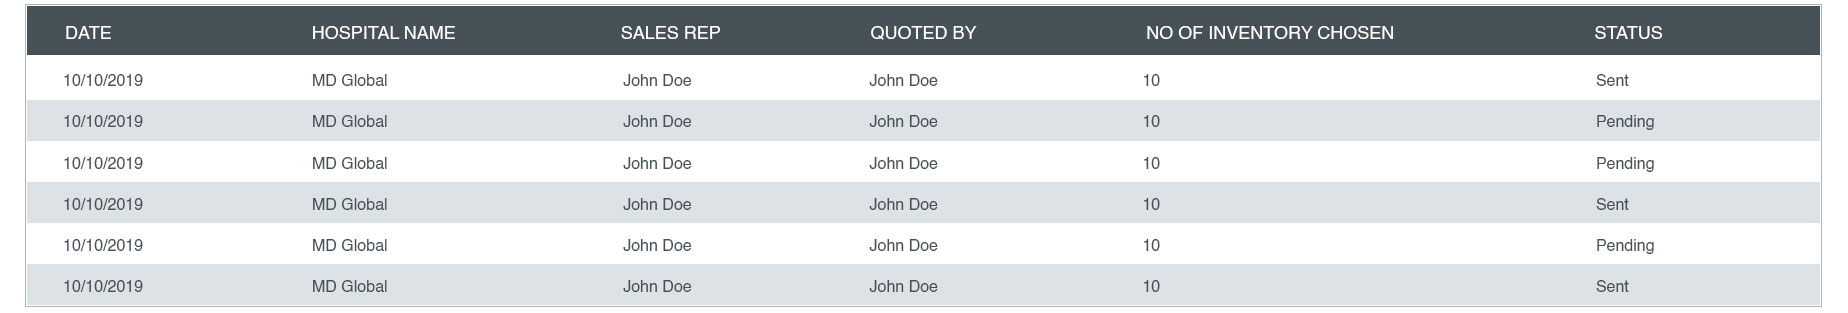 DATE HOSPITAL NAME SALES REP QUOTED BY NO OF INVENTORY CHOSEN STATUS
10/10/2019 MD Global John Doe John Doe 10 Sent
10/10/2019 MD Global John Doe John Doe 10 Pending
10/10/2019 MD Global John Doe John Doe 10 Pending
10/10/2019 MD Global John Doe John Doe 10 Sent
10/10/2019 MD Global John Doe John Doe 10 Pending
10/10/2019 MD Global John Doe John Doe 10 Sent